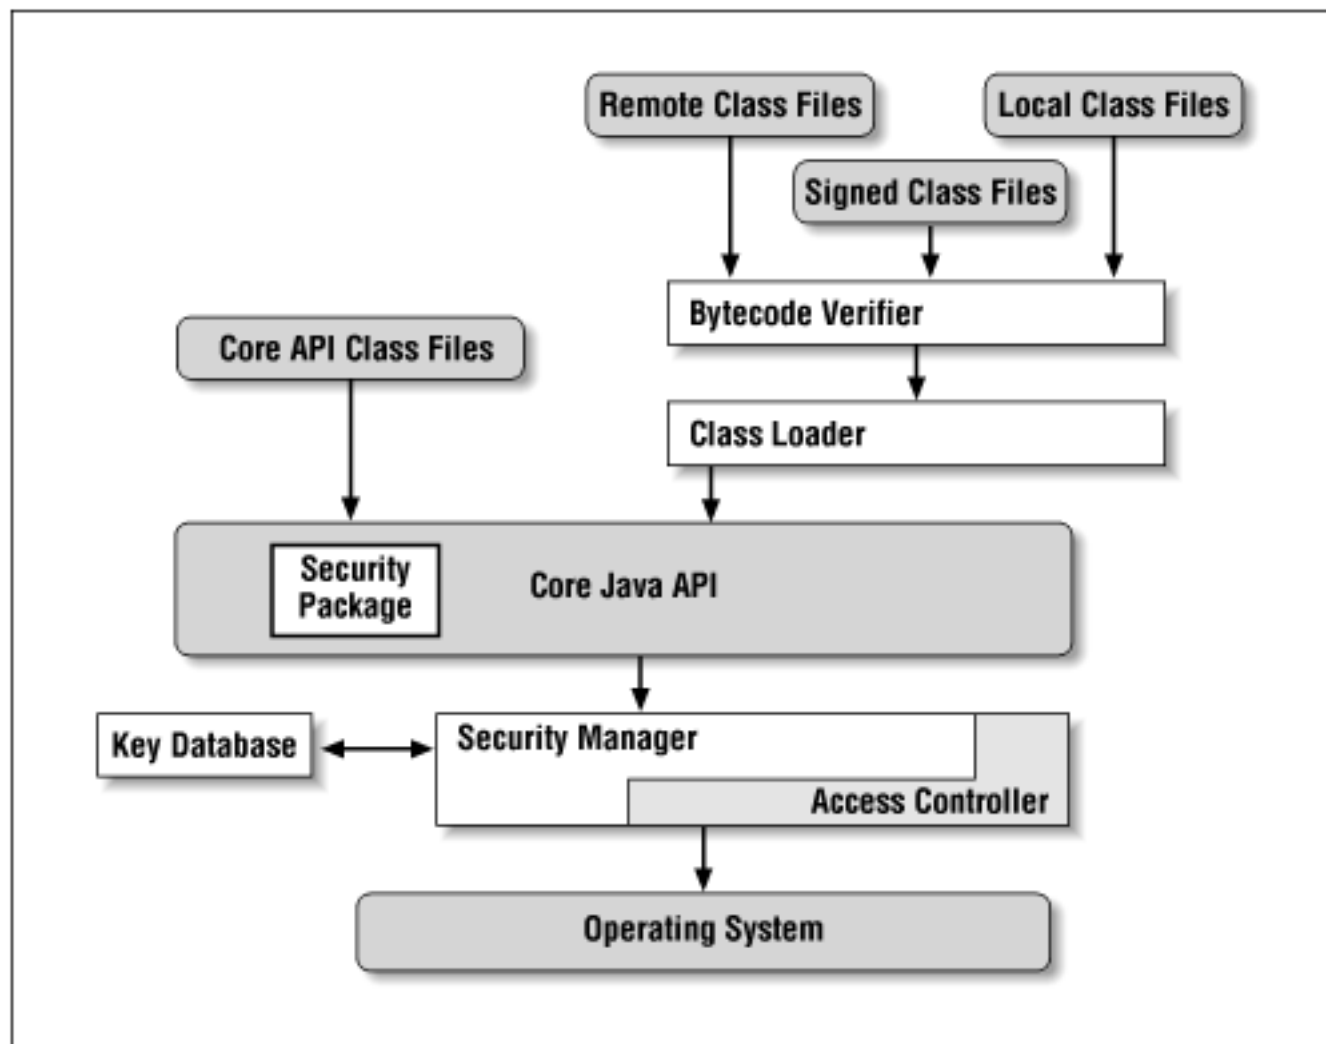 Remote Class Files
Local Class Files
Signed Class Files
Bytecode Verifier
Core API Class Files
Class Loader
Security
Package
Core Java API
Key Database
Security Manager
Access Controller
Operating System